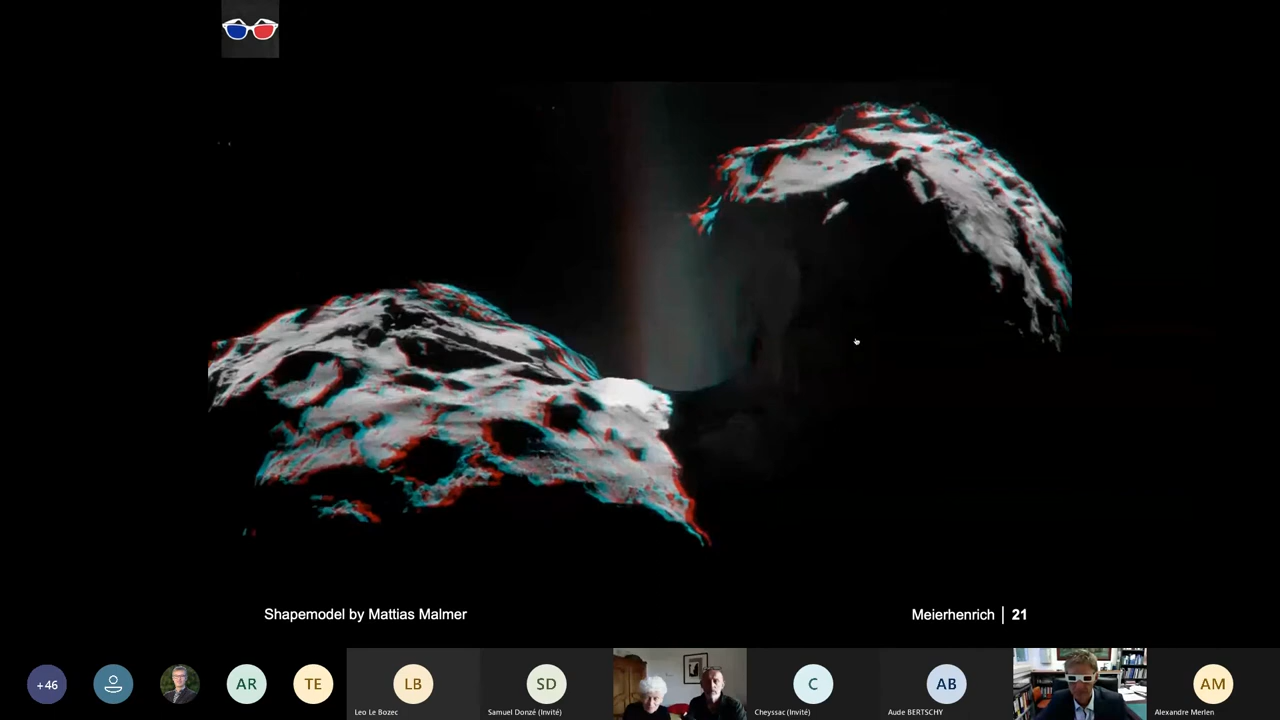 Shapemodel by Mattias Malmer
Meierhenrich | 21
+46
AR
TE
LB
Leo Le Bozec
SD
Samuel Donzé (Invité)
C
Cheyssac (Invité)
AB
Aude BERTSCHY
AM
Alexandre Merlen